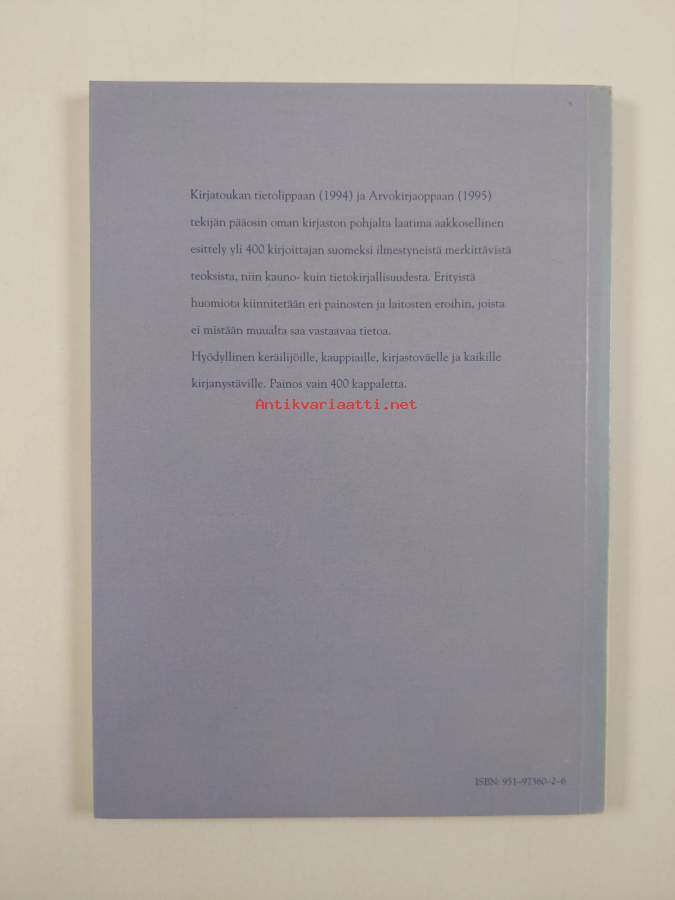 Kirjatoukan tietolippaan (1994) ja Arvokirjaoppaan (1995)
tekijän pääosin oman kirjaston pohjalta laatima aakkosellinen
esittely yli 400 kirjoittajan suomeksi ilmestyneistä merkittävistä
teoksista, niin kauno- kuin tietokirjallisuudesta. Erityistä
huomiota kiinnitetään eri painosten ja laitosten eroihin, joista
ei mistään muualta saa vastaavaa tietoa.
Hyödyllinen keräilijöille, kauppiaille, kirjastoväelle ja kaikille
kirjanystäville. Painos vain 400 kappaletta.
Antikvariaatti.net
ISBN: 951–97360–2–6